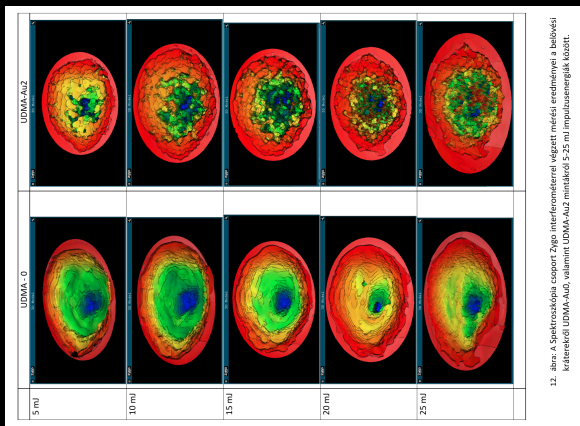 UDMA - 0
UDMA-Au2
5 mJ
10 mJ
15 mJ
20 mJ
25 mJ
12. ábra: A Spektroszkópia csoport Zygo interferométerrel végzett mérési eredményei a belövési
kráterekről UDMA-Au0, valamint UDMA-Au2 mintákról 5-25 mJ impulzusenergiák között.